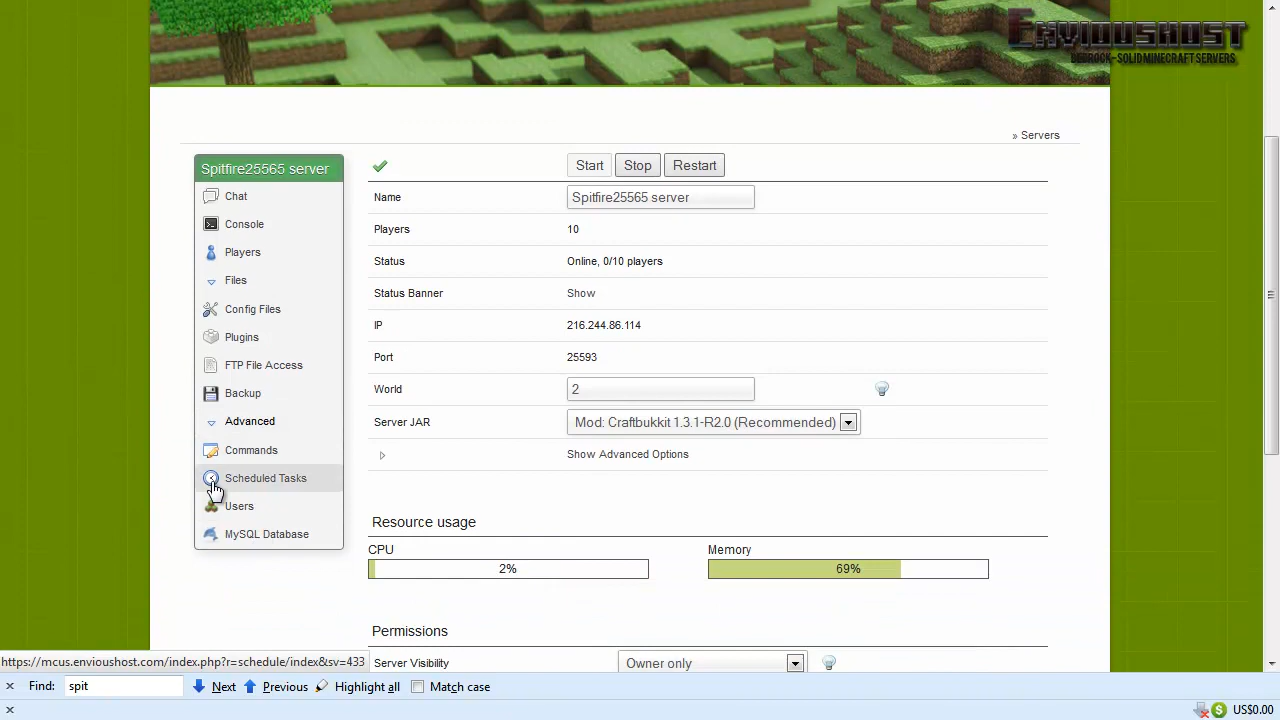 ENVIOUSHOST
BEDROCK-SOLID MINECRAFT SERVERS
» Servers
Spitfire25565 server
Chat
Console
Players
Files
Config Files
Plugins
FTP File Access
Backup
Advanced
Commands
Scheduled Tasks
Users
MySQL Database
Start Stop Restart
Name Spitfire25565 server
Players 10
Status Online, 0/10 players
Status Banner Show
IP 216.244.86.114
Port 25593
World 2
Server JAR Mod: Craftbukkit 1.3.1-R2.0 (Recommended)
Show Advanced Options
Resource usage
CPU Memory
2% 69%
Permissions
Server Visibility Owner only
https://mcus.envioushost.com/index.php?r=schedule/index&sv=433
Find: spit Next Previous Highlight all Match case
US$0.00